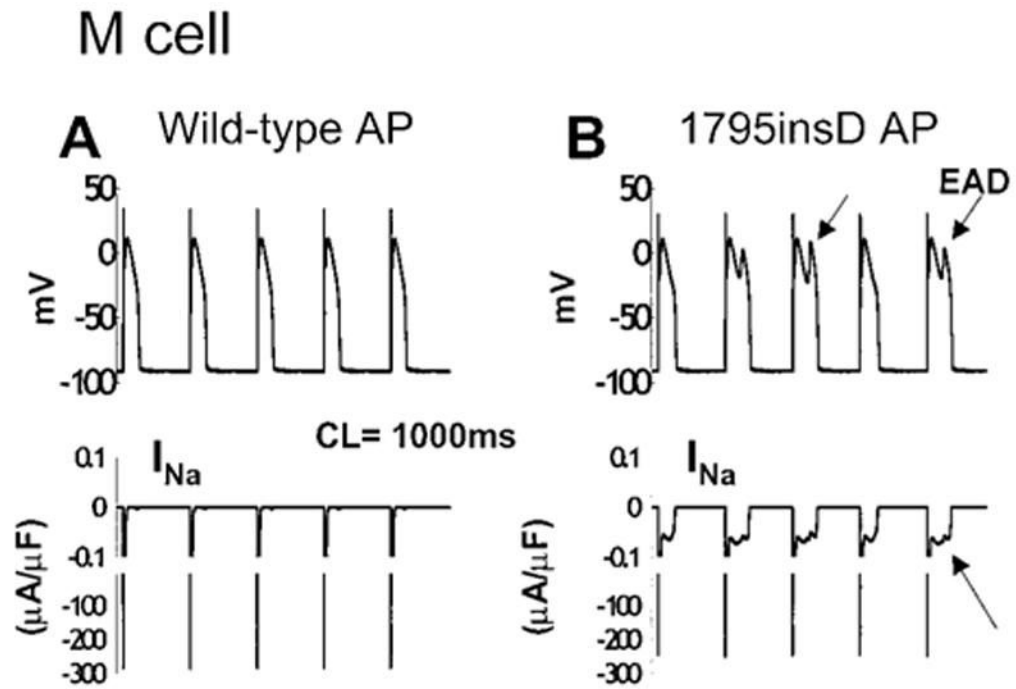 M cell
A Wild-type AP
50
0
-50
-100
mV
B 1795insD AP
EAD
50
0
-50
-100
mV
CL= 1000ms
I_Na
0.1
0
-0.1
-100
-200
-300
(µA/µF)
I_Na
0.1
0
-0.1
-100
-200
-300
(µA/µF)